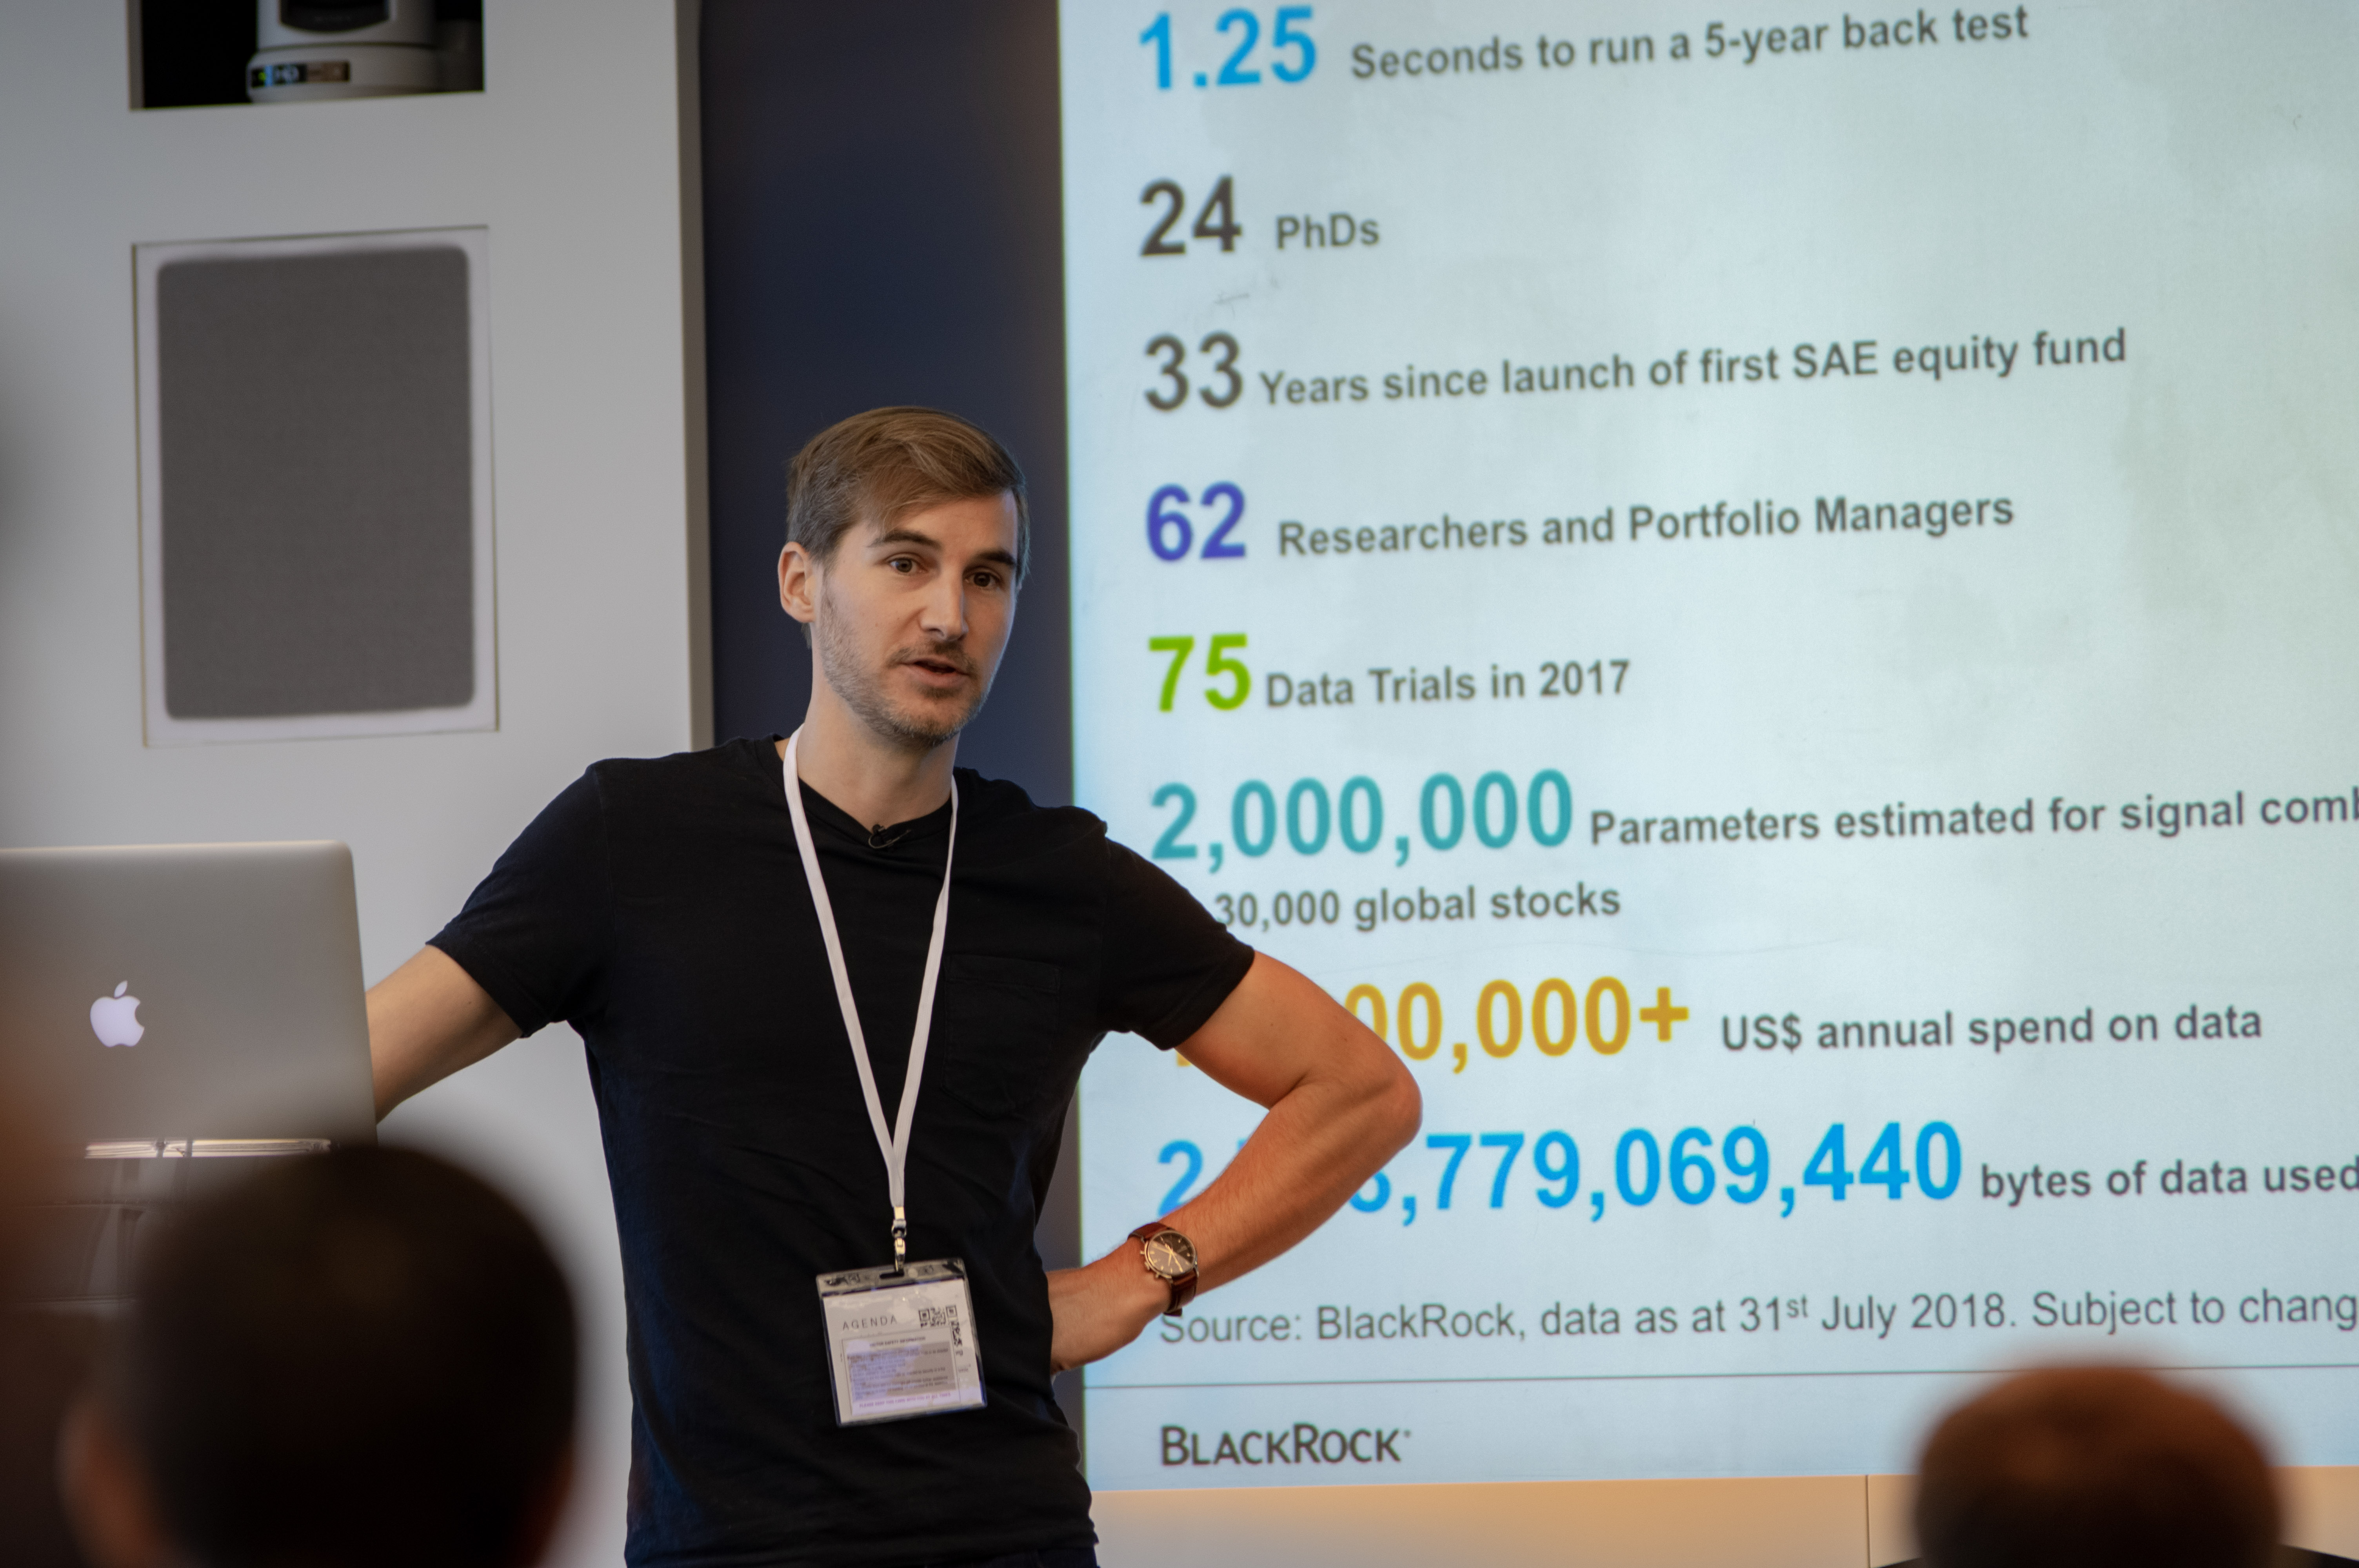 1.25 Seconds to run a 5-year back test
24 PhDs
33 Years since launch of first SAE equity fund
62 Researchers and Portfolio Managers
75 Data Trials in 2017
2,000,000 Parameters estimated for signal comb
30,000 global stocks
00,000+ US$ annual spend on data
,779,069,440 bytes of data used
Source: BlackRock, data as at 31st July 2018. Subject to chang
BLACKROCK
AGENDA